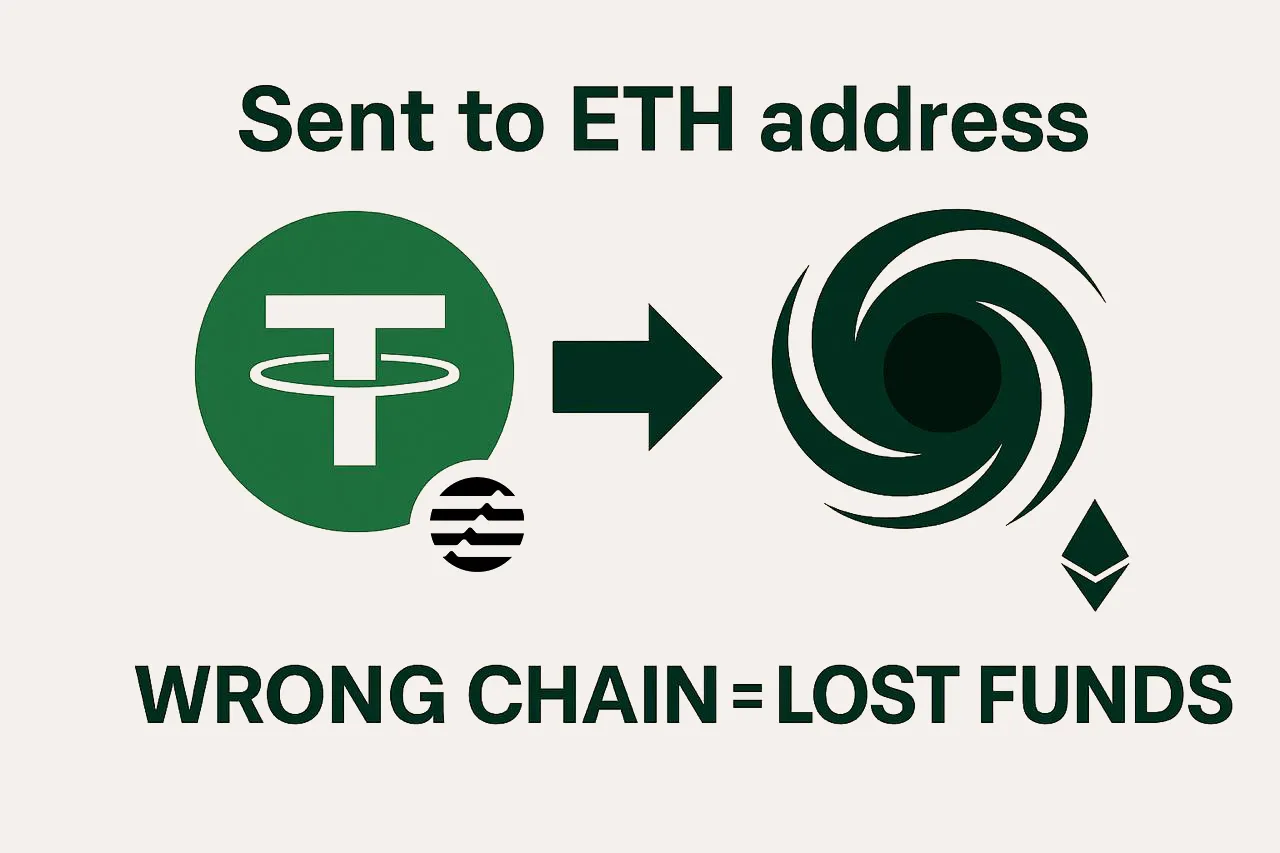 Sent to ETH address
WRONG CHAIN = LOST FUNDS